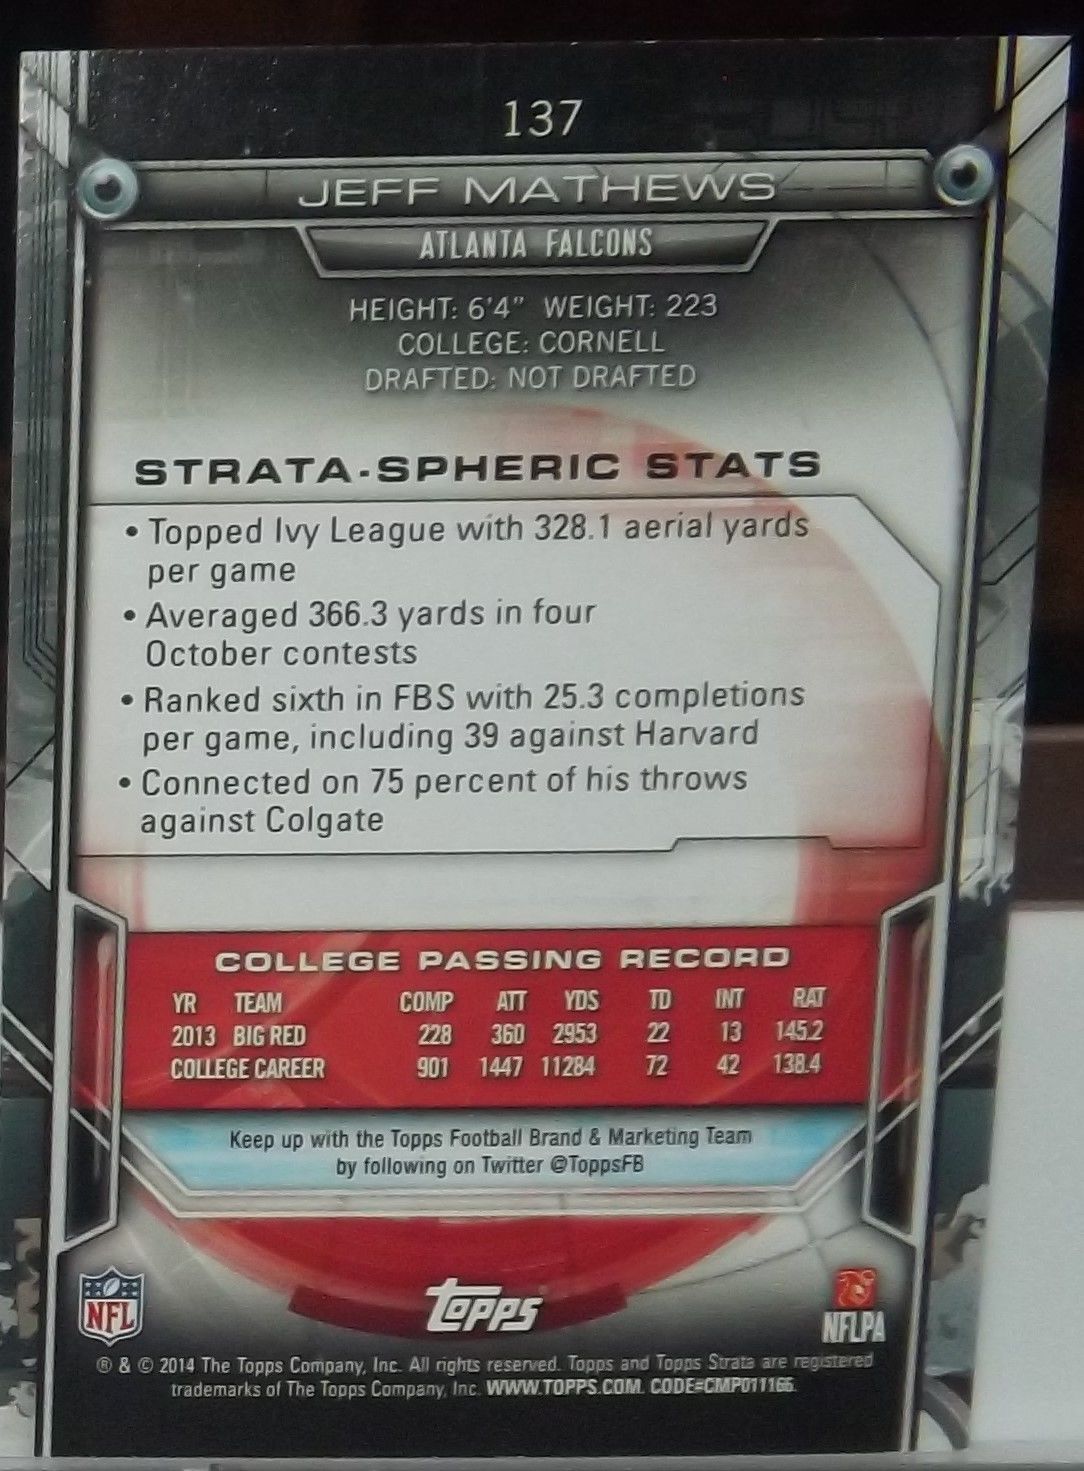 137
JEFF MATHEWS
ATLANTA FALCONS
HEIGHT: 6'4" WEIGHT: 223
COLLEGE: CORNELL
DRAFTED: NOT DRAFTED
STRATA-SPHERIC STATS
• Topped Ivy League with 328.1 aerial yards
per game
• Averaged 366.3 yards in four
October contests
• Ranked sixth in FBS with 25.3 completions
per game, including 39 against Harvard
• Connected on 75 percent of his throws
against Colgate
COLLEGE PASSING RECORD
YR TEAM COMP ATT YDS TD INT RAT
2013 BIG RED 228 360 2953 22 13 145.2
COLLEGE CAREER 901 1447 11284 72 42 138.4
Keep up with the Topps Football Brand & Marketing Team
by following on Twitter @ToppsFB
NFL
Topps
NFLPA
® & © 2014 The Topps Company, Inc. All rights reserved. Topps and Topps Strata are registered
trademarks of The Topps Company, Inc. WWW.TOPPS.COM. CODE=CMP011166.